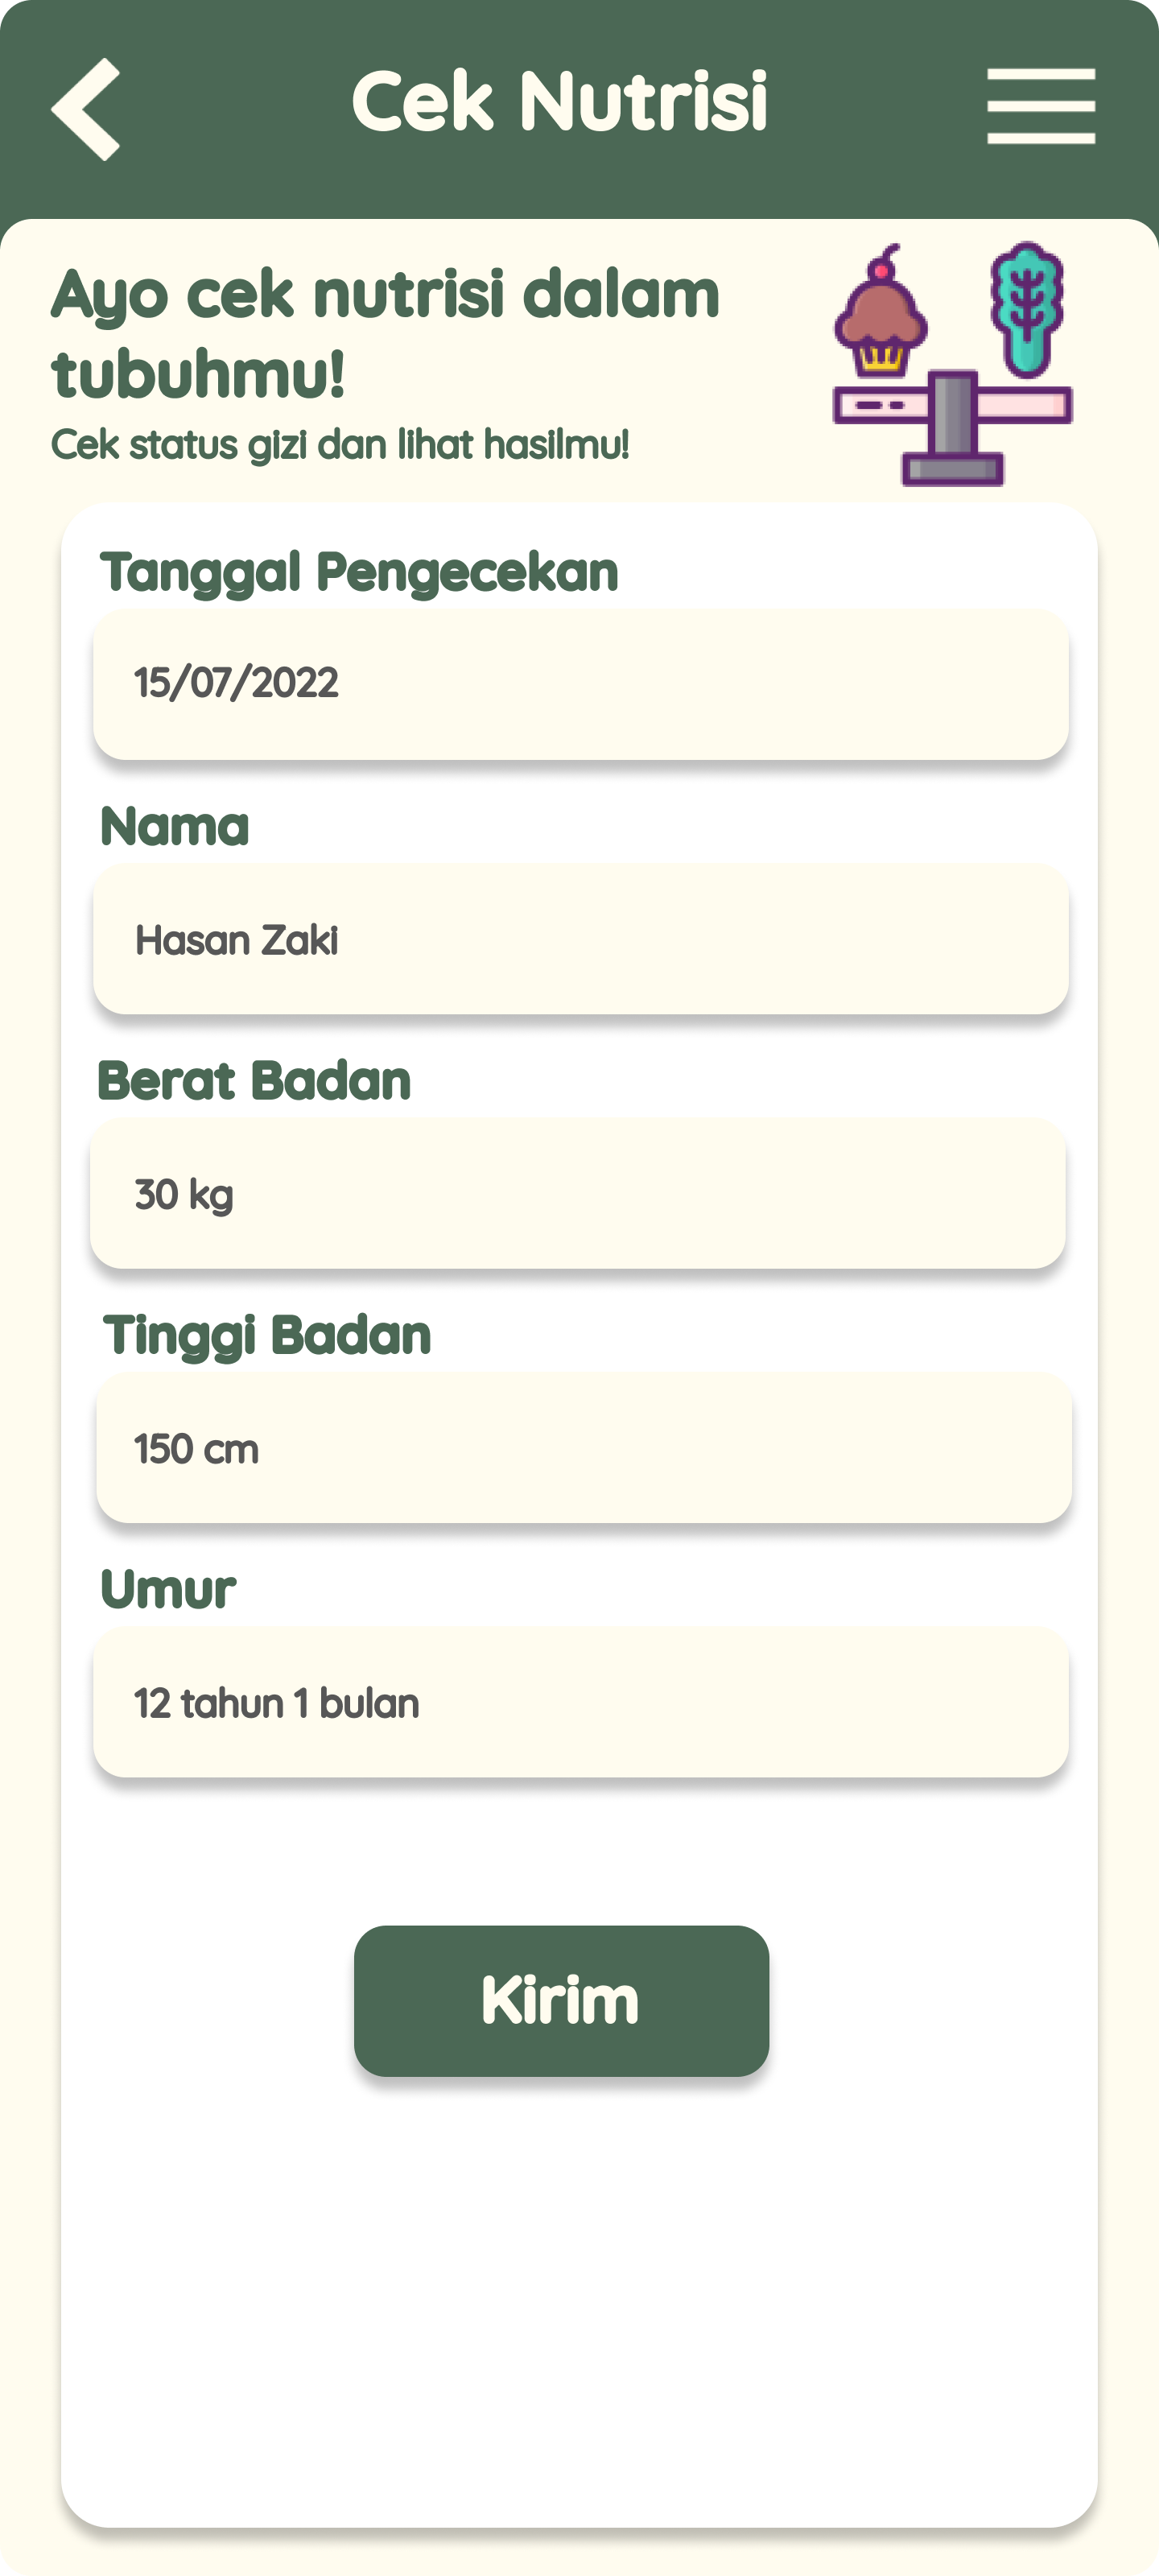 Cek Nutrisi
Ayo cek nutrisi dalam
tubuhmu!
Cek status gizi dan lihat hasilmu!
Tanggal Pengecekan
15/07/2022
Nama
Hasan Zaki
Berat Badan
30 kg
Tinggi Badan
150 cm
Umur
12 tahun 1 bulan
Kirim